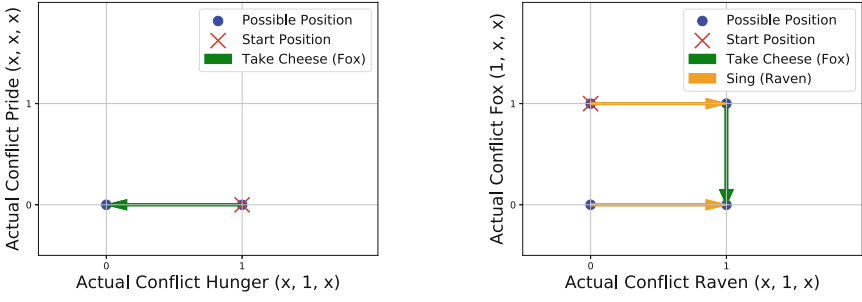 Actual Conflict Pride (x, x, x)
1
0
Possible Position
Start Position
Take Cheese (Fox)
0
1
Actual Conflict Hunger (x, 1, x)
Actual Conflict Fox (1, x, x)
1
0
Possible Position
Start Position
Take Cheese (Fox)
Sing (Raven)
0
1
Actual Conflict Raven (x, 1, x)